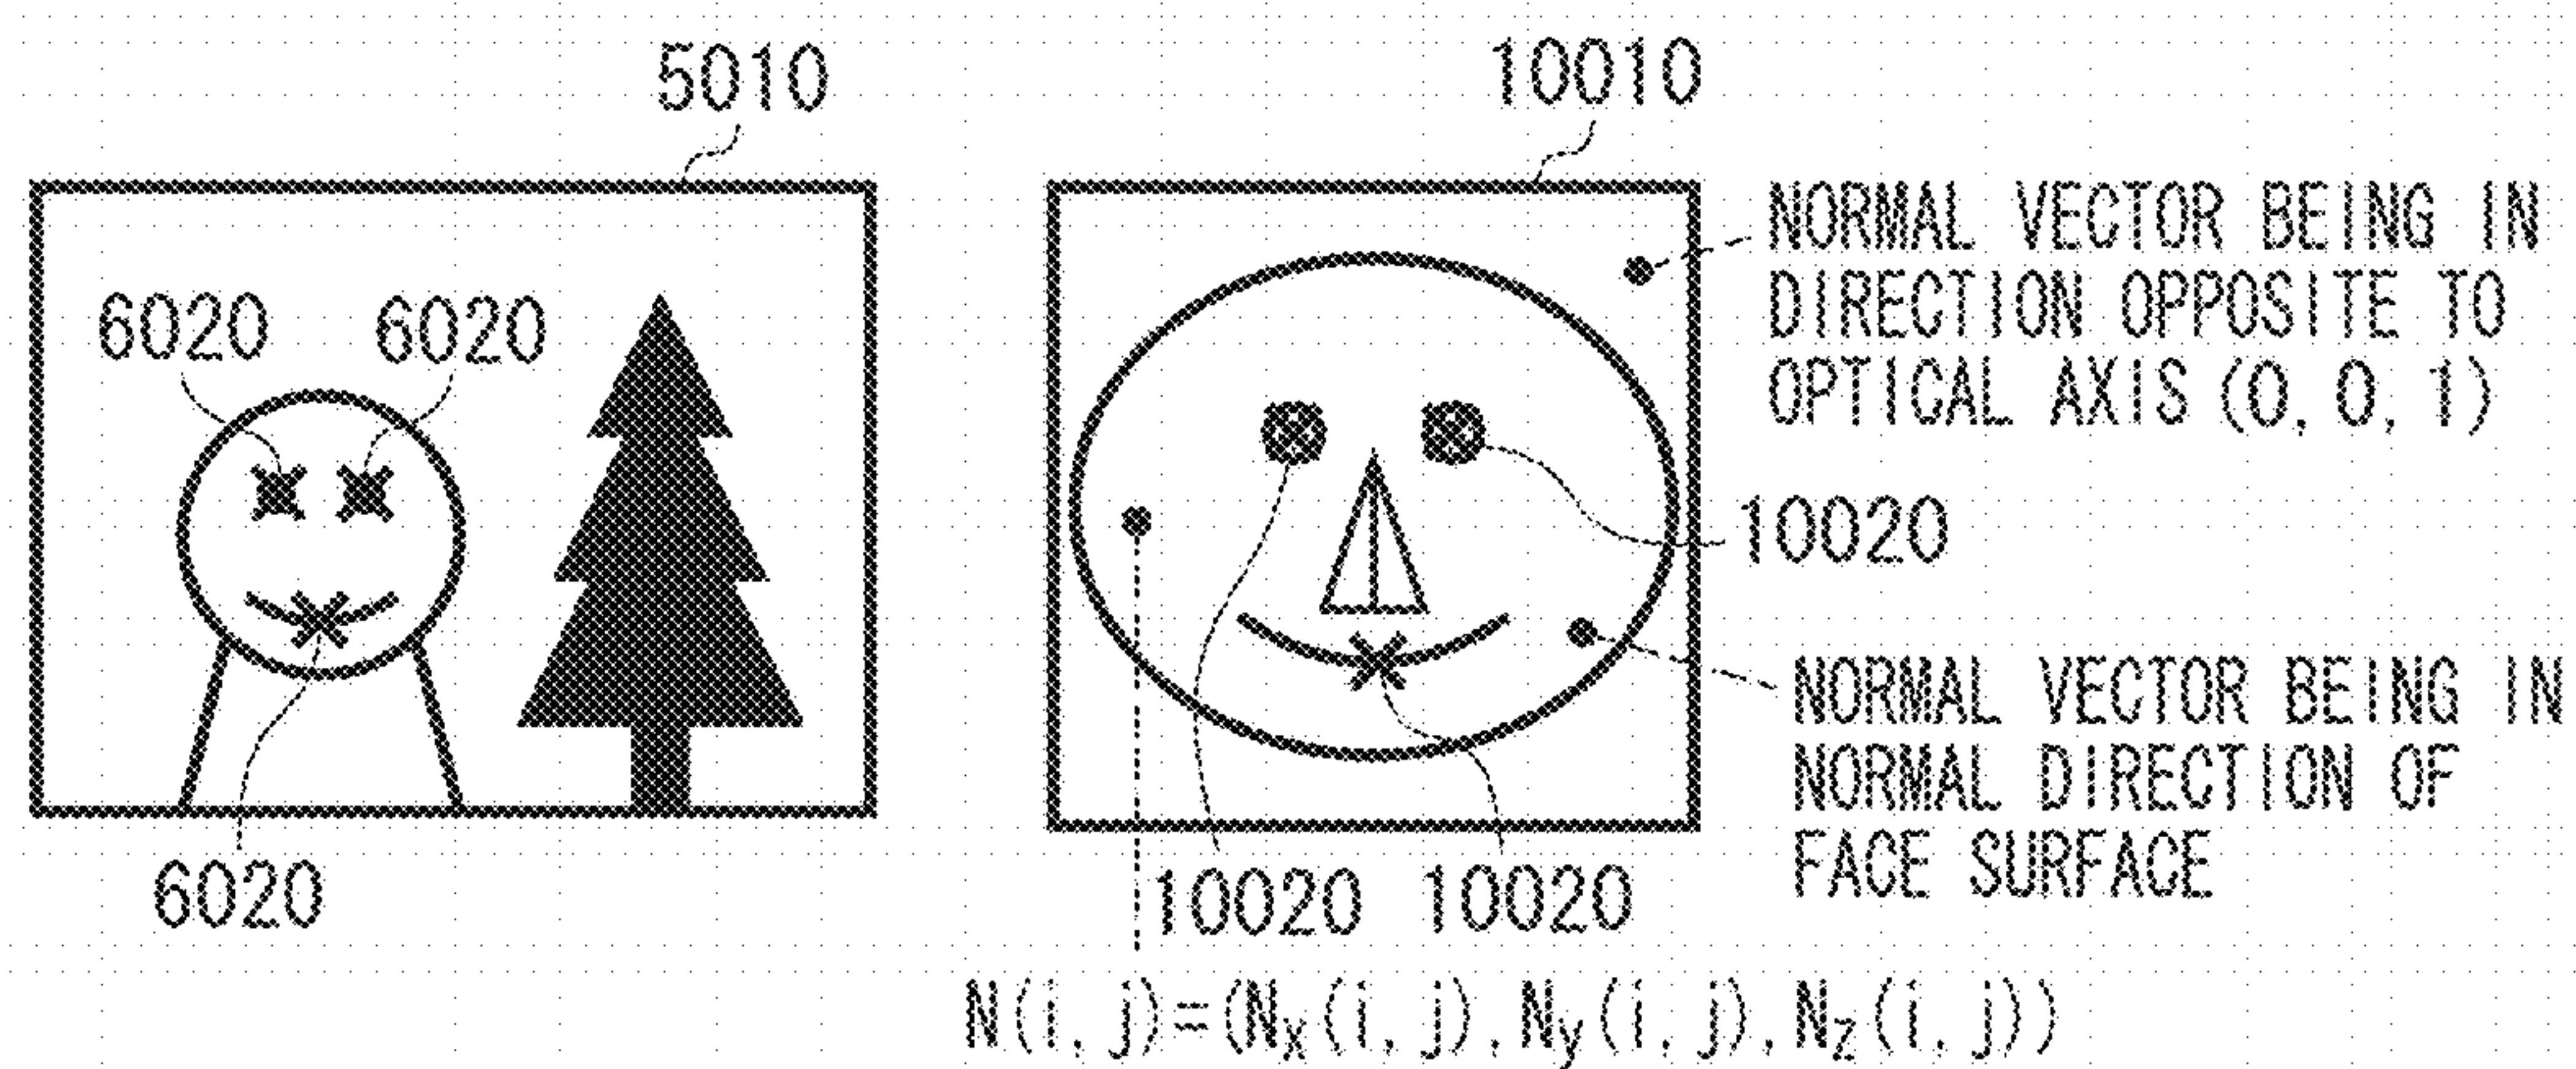 5010
10010
6020
6020
6020
NORMAL VECTOR BEING IN
DIRECTION OPPOSITE TO
OPTICAL AXIS (0, 0, 1)
10020
NORMAL VECTOR BEING IN
NORMAL DIRECTION OF
FACE SURFACE
10020
10020
N(i, j)=(Nx(i, j), Ny(i, j), Nz(i, j))